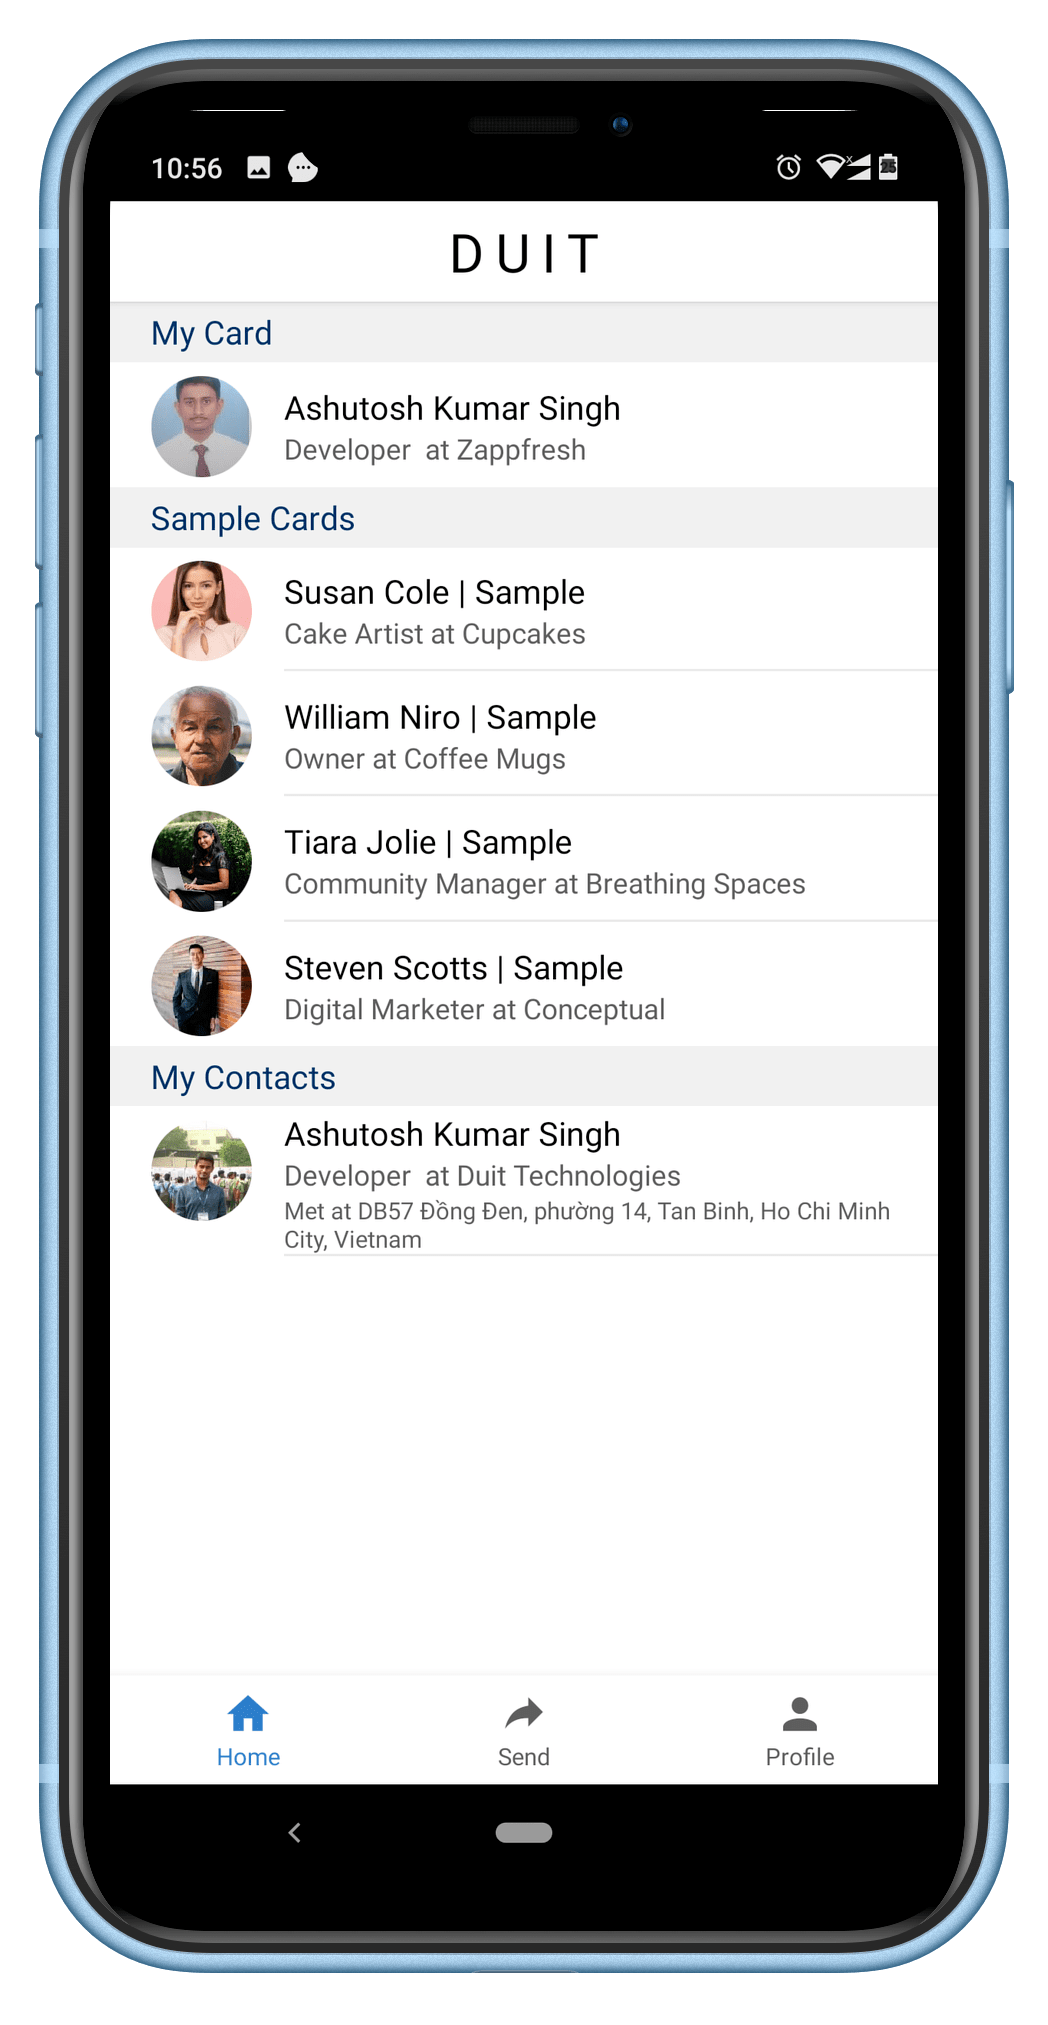 10:56
25
DUIT
My Card
Ashutosh Kumar Singh
Developer  at Zappfresh
Sample Cards
Susan Cole | Sample
Cake Artist at Cupcakes
William Niro | Sample
Owner at Coffee Mugs
Tiara Jolie | Sample
Community Manager at Breathing Spaces
Steven Scotts | Sample
Digital Marketer at Conceptual
My Contacts
Ashutosh Kumar Singh
Developer  at Duit Technologies
Met at DB57 Đồng Đen, phường 14, Tan Binh, Ho Chi Minh
City, Vietnam
Home
Send
Profile